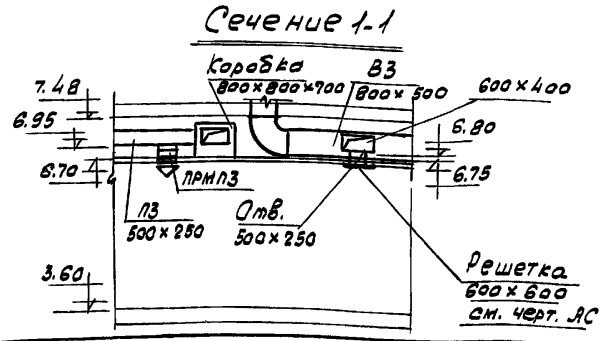 Сечение 1-1
Коробка
800×800×700
В3
800×500
600×400
7.48
6.95
6.70
6.80
6.75
ПРМП3
П3
500×250
Отв.
500×250
3.60
Решетка
600×600
см. черт. АС